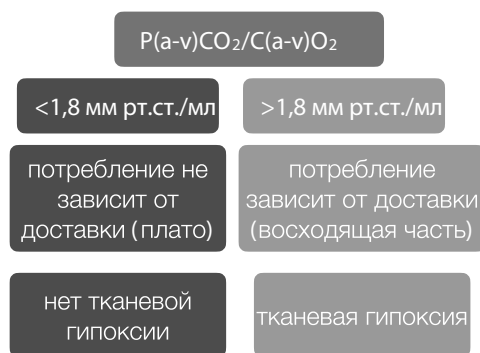 P(a-v)CO₂/C(a-v)O₂
<1,8 мм рт.ст./мл
>1,8 мм рт.ст./мл
потребление не
зависит от
доставки (плато)
потребление
зависит от доставки
(восходящая часть)
нет тканевой
гипоксии
тканевая гипоксия